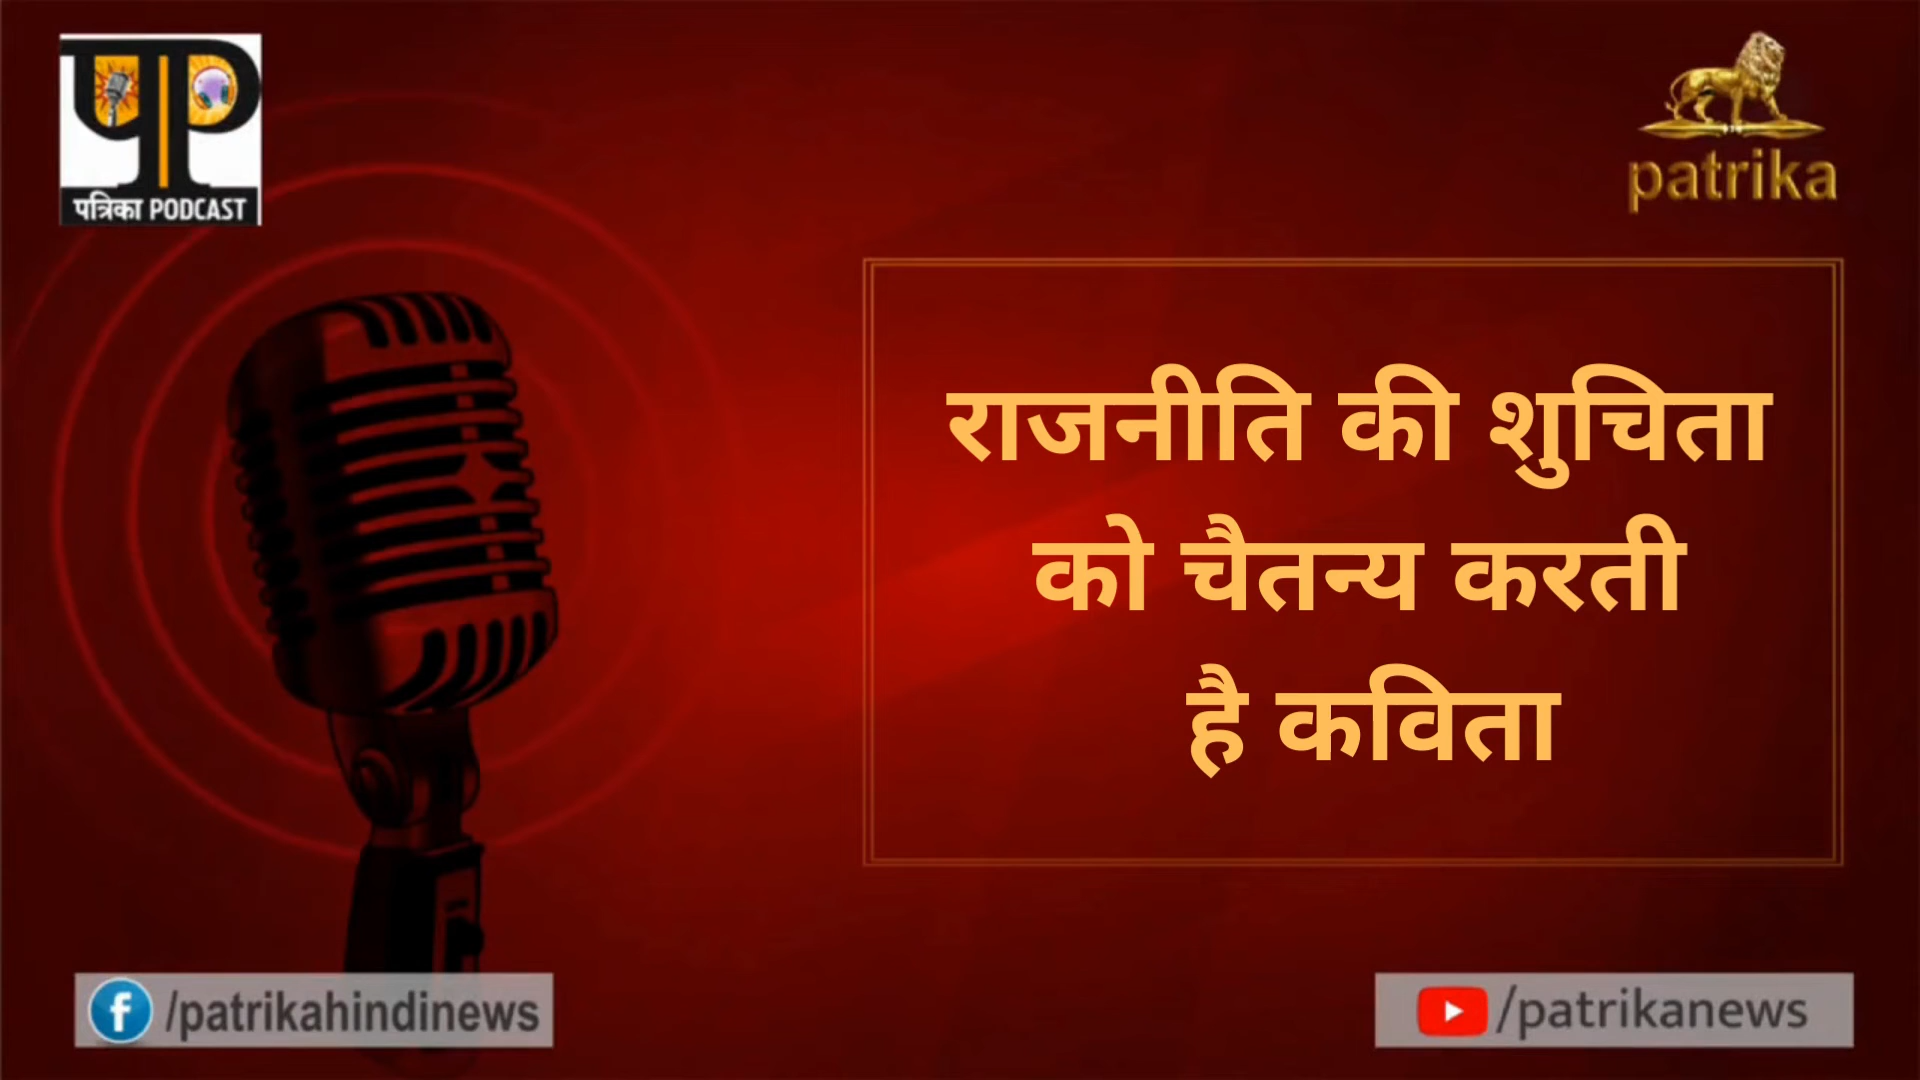 पत्रिका PODCAST
patrika
राजनीति की शुचिता
को चैतन्य करती
है कविता
/patrikahindinews
/patrikanews